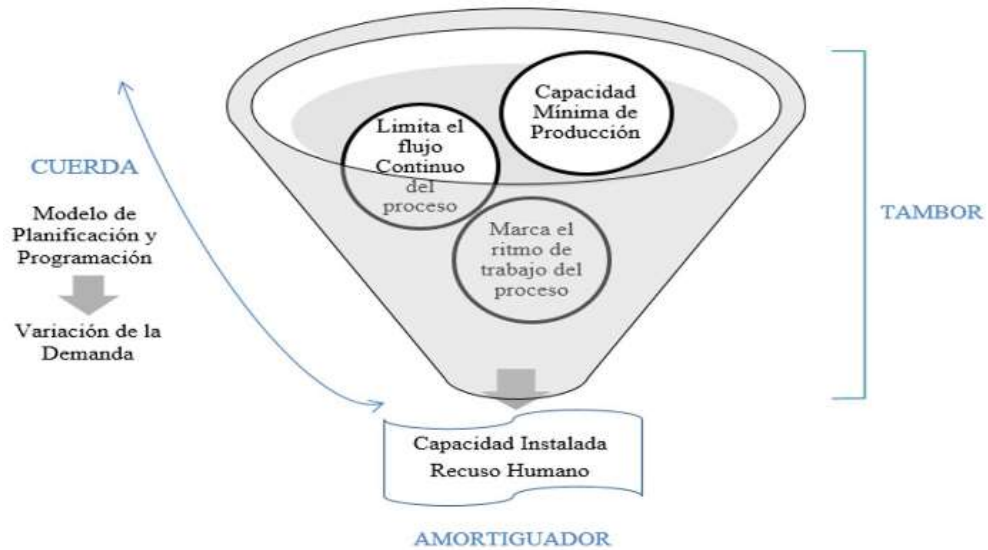 CUERDA
Modelo de
Planificación y
Programación
Variación de la
Demanda
Limita el
flujo
Continuo
del
proceso
Capacidad
Mínima de
Producción
Marca el
ritmo de
trabajo del
proceso
TAMBOR
Capacidad Instalada
Recuso Humano
AMORTIGUADOR